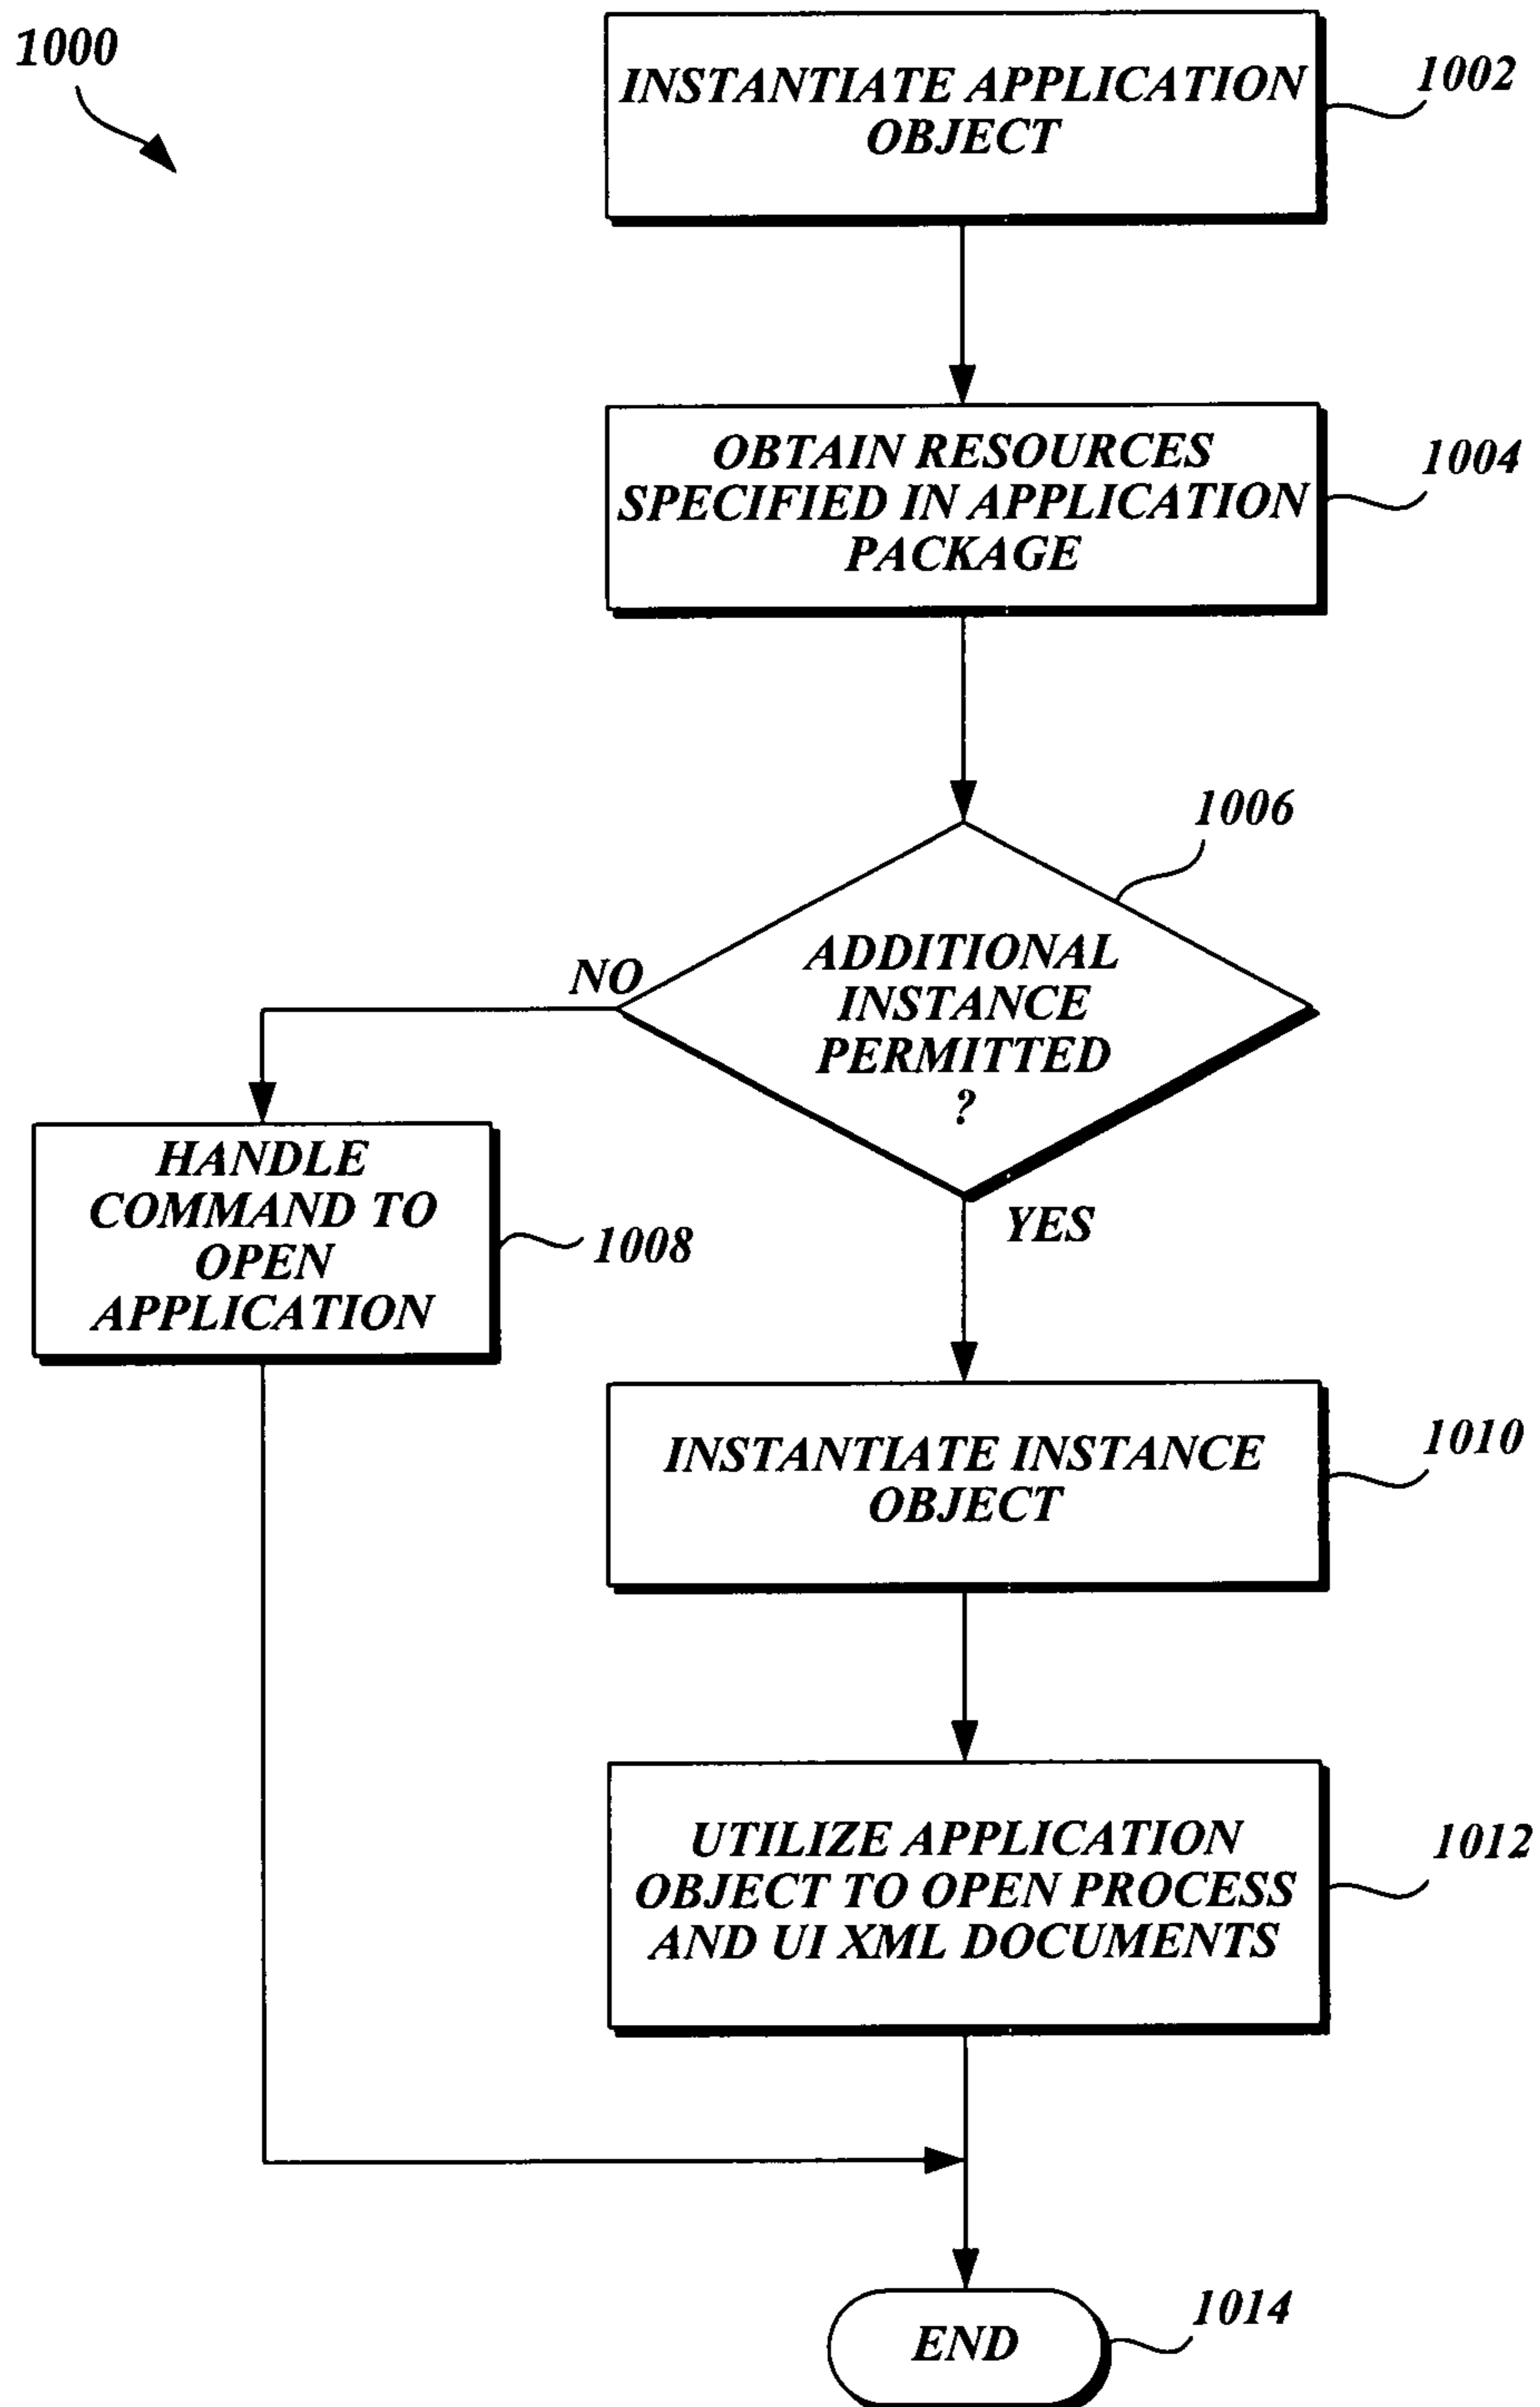 1000
INSTANTIATE APPLICATION
OBJECT
1002
OBTAIN RESOURCES
SPECIFIED IN APPLICATION
PACKAGE
1004
1006
ADDITIONAL
INSTANCE
PERMITTED
?
NO
YES
HANDLE
COMMAND TO
OPEN
APPLICATION
1008
INSTANTIATE INSTANCE
OBJECT
1010
UTILIZE APPLICATION
OBJECT TO OPEN PROCESS
AND UI XML DOCUMENTS
1012
END
1014